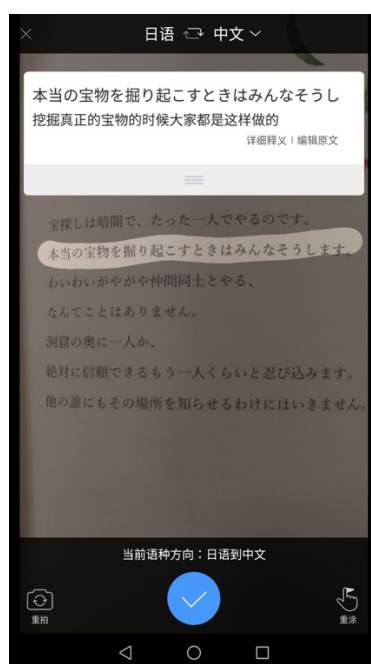 日语 中文
本当の宝物を掘り起こすときはみんなそうし
挖掘真正的宝物的时候大家都是这样做的
详细释义 | 编辑原文
宝探しは暗闇で、たった一人でやるのです。
本当の宝物を掘り起こすときはみんなそうします。
わいわいがやがや仲間同士とやる、
なんてことはありません。
洞窟の奥に一人か、
絶対に信頼できるもう一人くらいと忍び込みます。
他の誰にもその場所を知らせるわけにはいきません。
当前语种方向：日语到中文
重拍
重涂